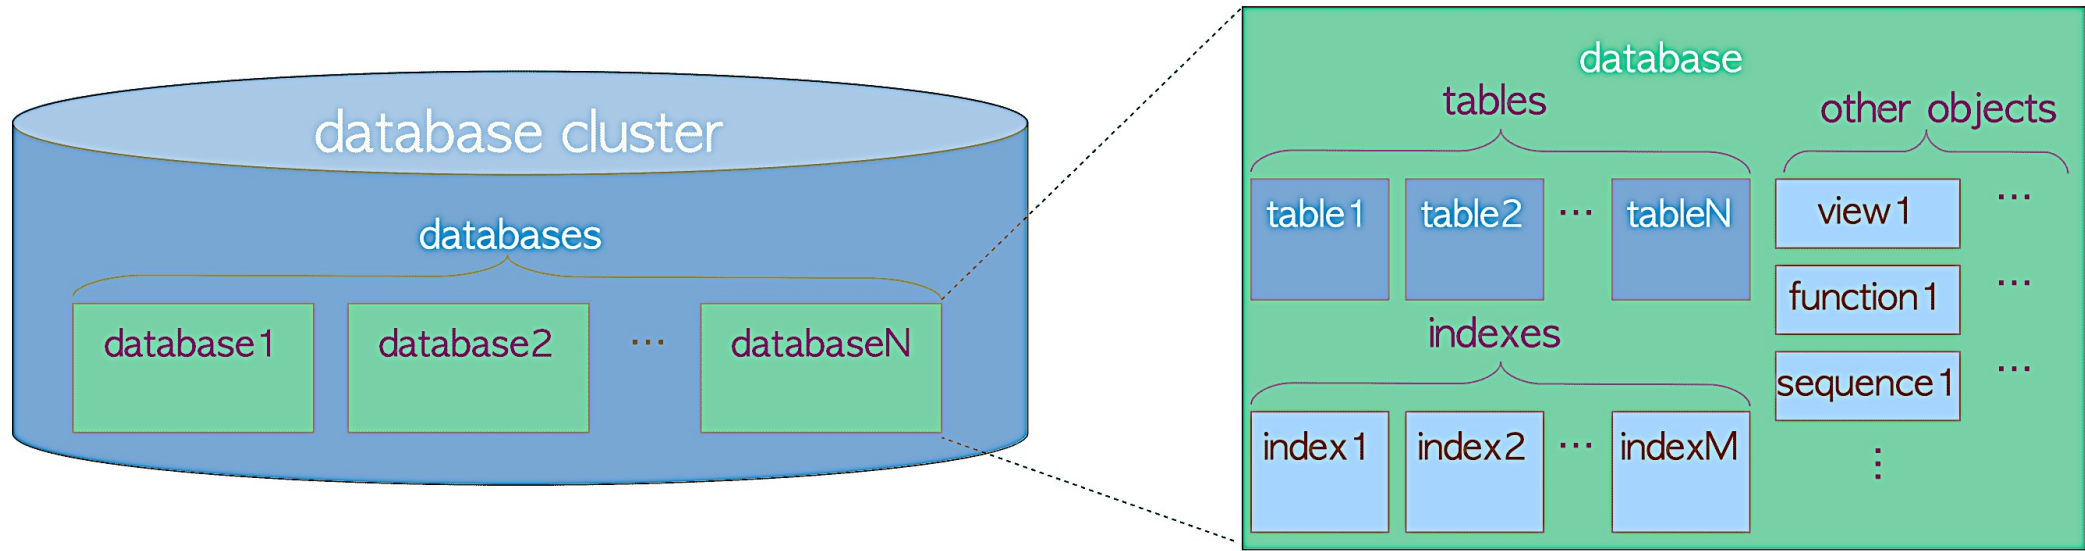 database cluster
databases
database1
database2
...
databaseN
database
tables
table1
table2
...
tableN
indexes
index1
index2
...
indexM
other objects
view1
...
function1
...
sequence1
...
⋮